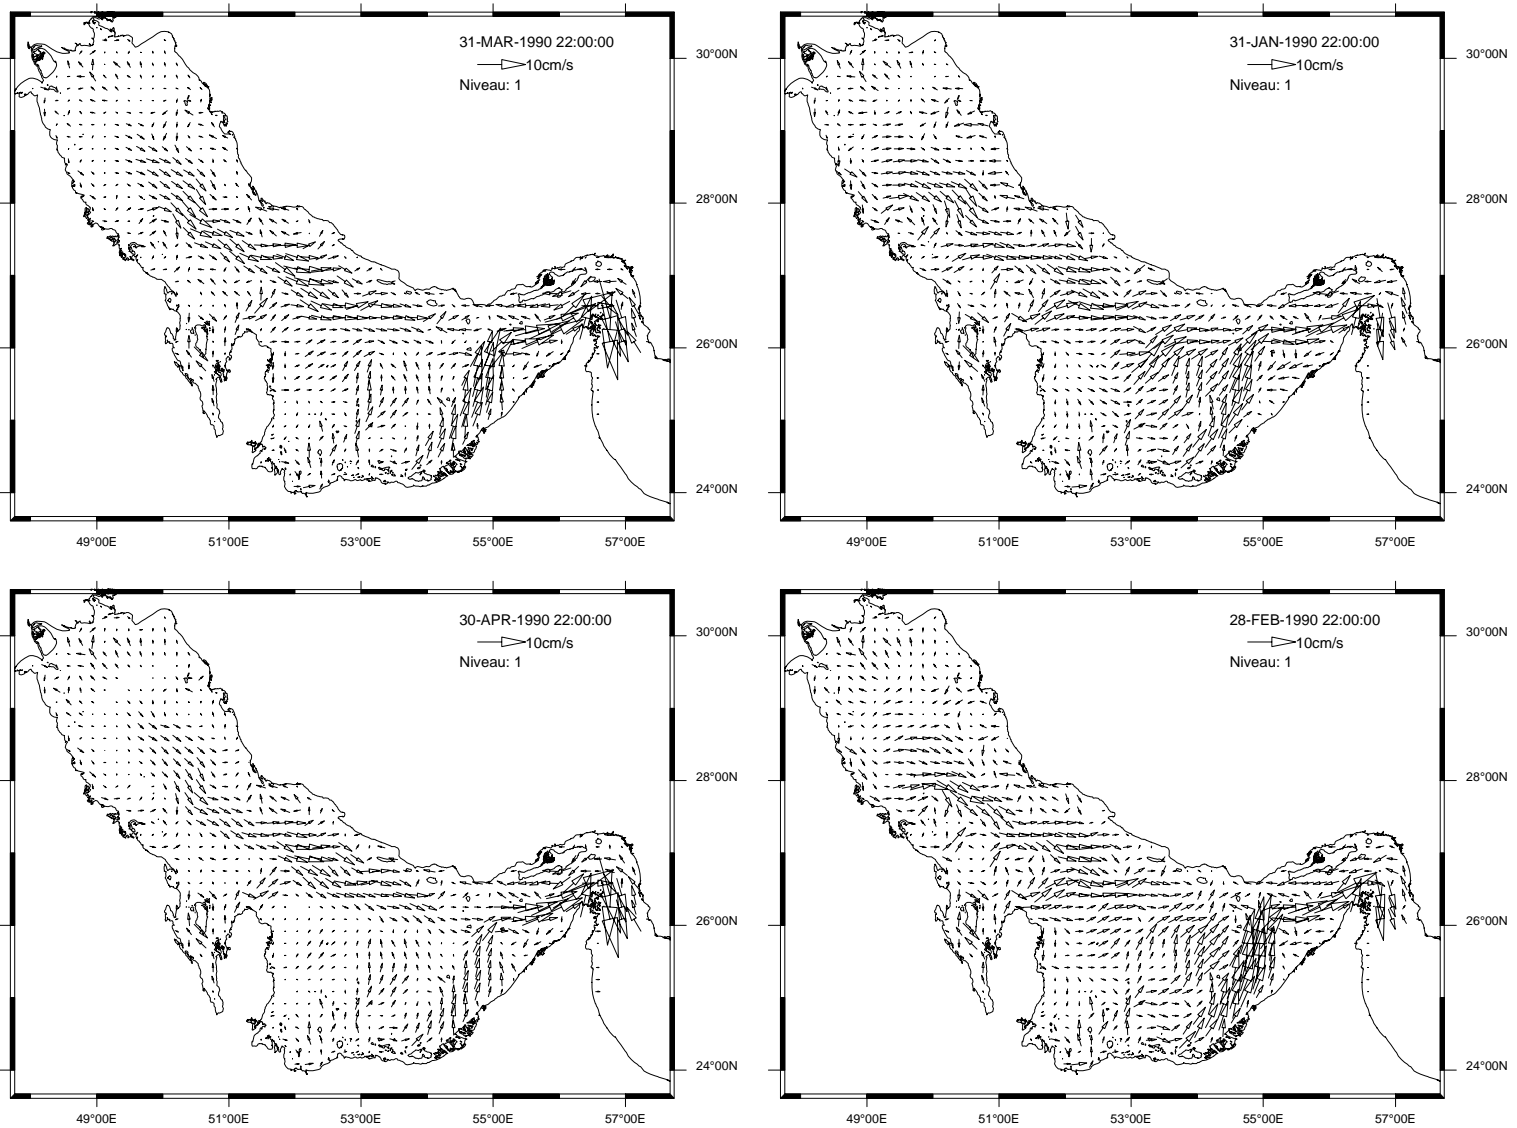 31-MAR-1990 22:00:00
10cm/s
Niveau: 1
30°00N
28°00N
26°00N
24°00N
49°00E
51°00E
53°00E
55°00E
57°00E
31-JAN-1990 22:00:00
10cm/s
Niveau: 1
30°00N
28°00N
26°00N
24°00N
49°00E
51°00E
53°00E
55°00E
57°00E
30-APR-1990 22:00:00
10cm/s
Niveau: 1
30°00N
28°00N
26°00N
24°00N
49°00E
51°00E
53°00E
55°00E
57°00E
28-FEB-1990 22:00:00
10cm/s
Niveau: 1
30°00N
28°00N
26°00N
24°00N
49°00E
51°00E
53°00E
55°00E
57°00E